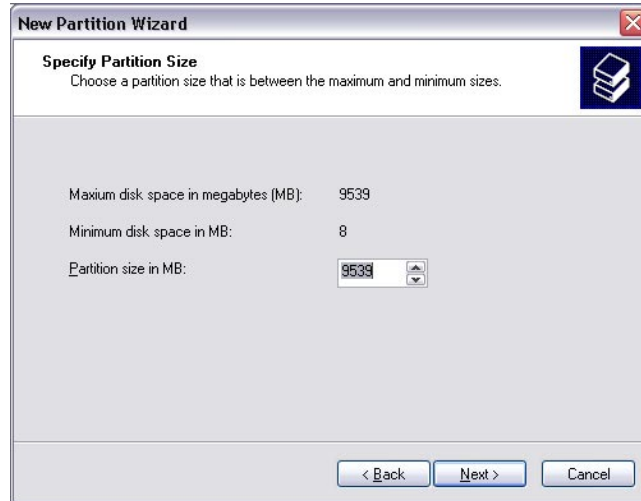 New Partition Wizard
Specify Partition Size
Choose a partition size that is between the maximum and minimum sizes.
Maxium disk space in megabytes (MB): 9539
Minimum disk space in MB: 8
Partition size in MB: 9539
< Back Next > Cancel